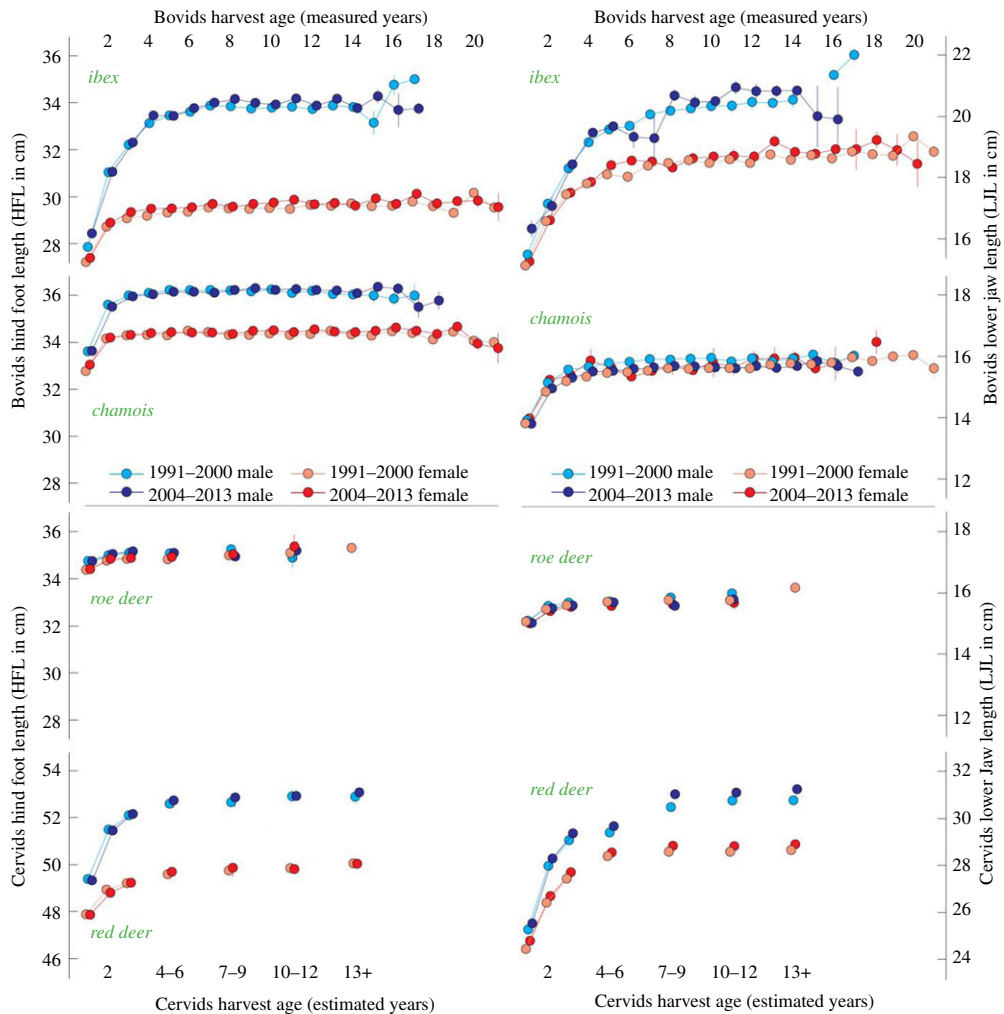 Bovids harvest age (measured years)
2 4 6 8 10 12 14 16 18 20
Bovids harvest age (measured years)
2 4 6 8 10 12 14 16 18 20
Bovids hind foot length (HFL in cm)
36
34
32
30
28
ibex
36
34
32
30
28
chamois
1991–2000 male
1991–2000 female
2004–2013 male
2004–2013 female
Bovids lower jaw length (LJL in cm)
22
20
18
16
ibex
18
16
14
12
chamois
1991–2000 male
1991–2000 female
2004–2013 male
2004–2013 female
Cervids hind foot length (HFL in cm)
36
34
32
30
28
roe deer
54
52
50
48
46
red deer
2 4–6 7–9 10–12 13+
Cervids harvest age (estimated years)
Cervids lower Jaw length (LJL in cm)
18
16
14
12
roe deer
32
30
28
26
24
red deer
2 4–6 7–9 10–12 13+
Cervids harvest age (estimated years)